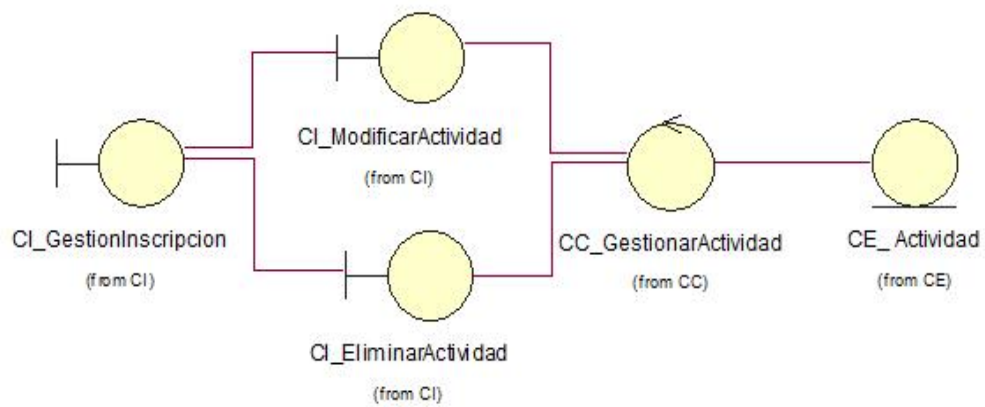 CI_ModificarActividad
(from CI)
CI_GestionInscripcion
(from CI)
CC_GestionarActividad
(from CC)
CE_ Actividad
(from CE)
CI_EliminarActividad
(from CI)